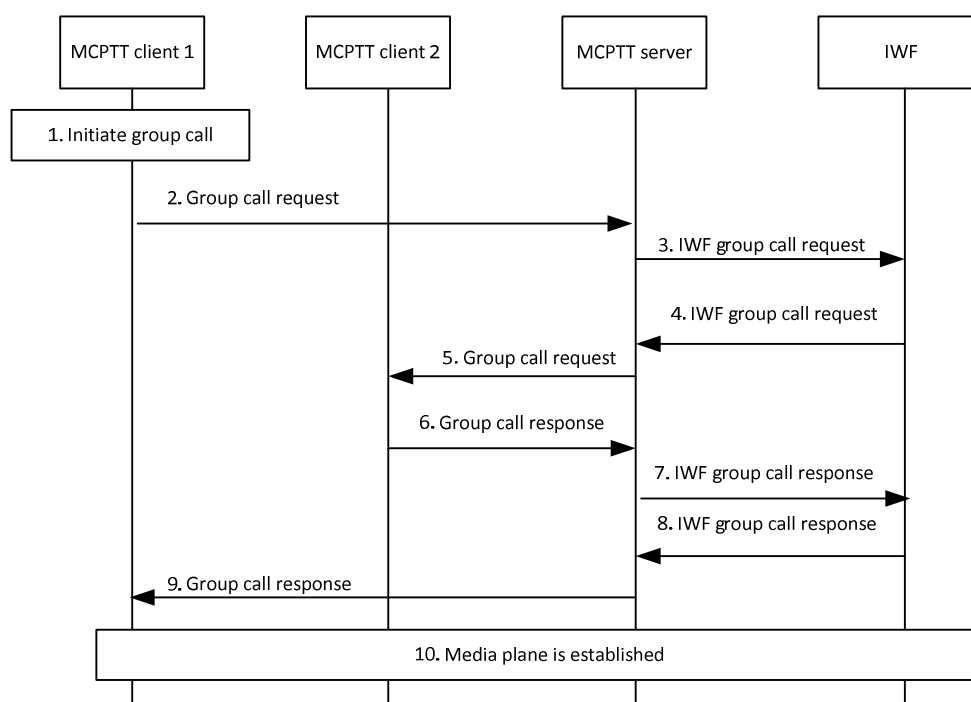 MCPTT client 1
MCPTT client 2
MCPTT server
IWF
1. Initiate group call
2. Group call request
3. IWF group call request
4. IWF group call request
5. Group call request
6. Group call response
7. IWF group call response
8. IWF group call response
9. Group call response
10. Media plane is established